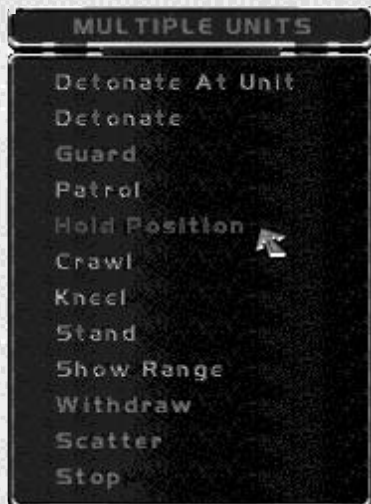 MULTIPLE UNITS
Detonate At Unit
Detonate
Guard
Patrol
Hold Position
Crawl
Kneel
Stand
Show Range
Withdraw
Scatter
Stop